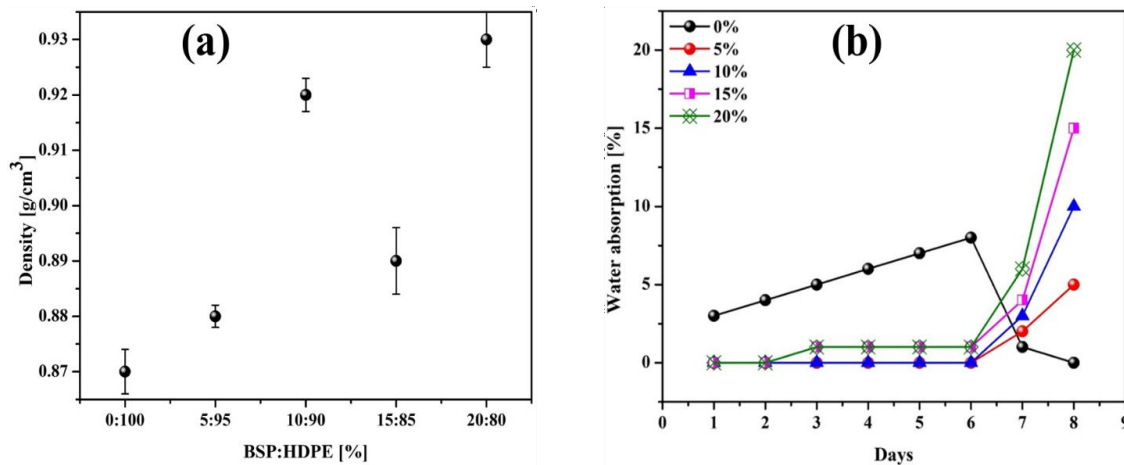 (a)
0.93
0.92
0.91
0.90
0.89
0.88
0.87
Density [g/cm³]
0:100 5:95 10:90 15:85 20:80
BSP:HDPE [%]
(b)
0%
5%
10%
15%
20%
20
15
10
5
0
Water absorption [%]
0 1 2 3 4 5 6 7 8 9
Days